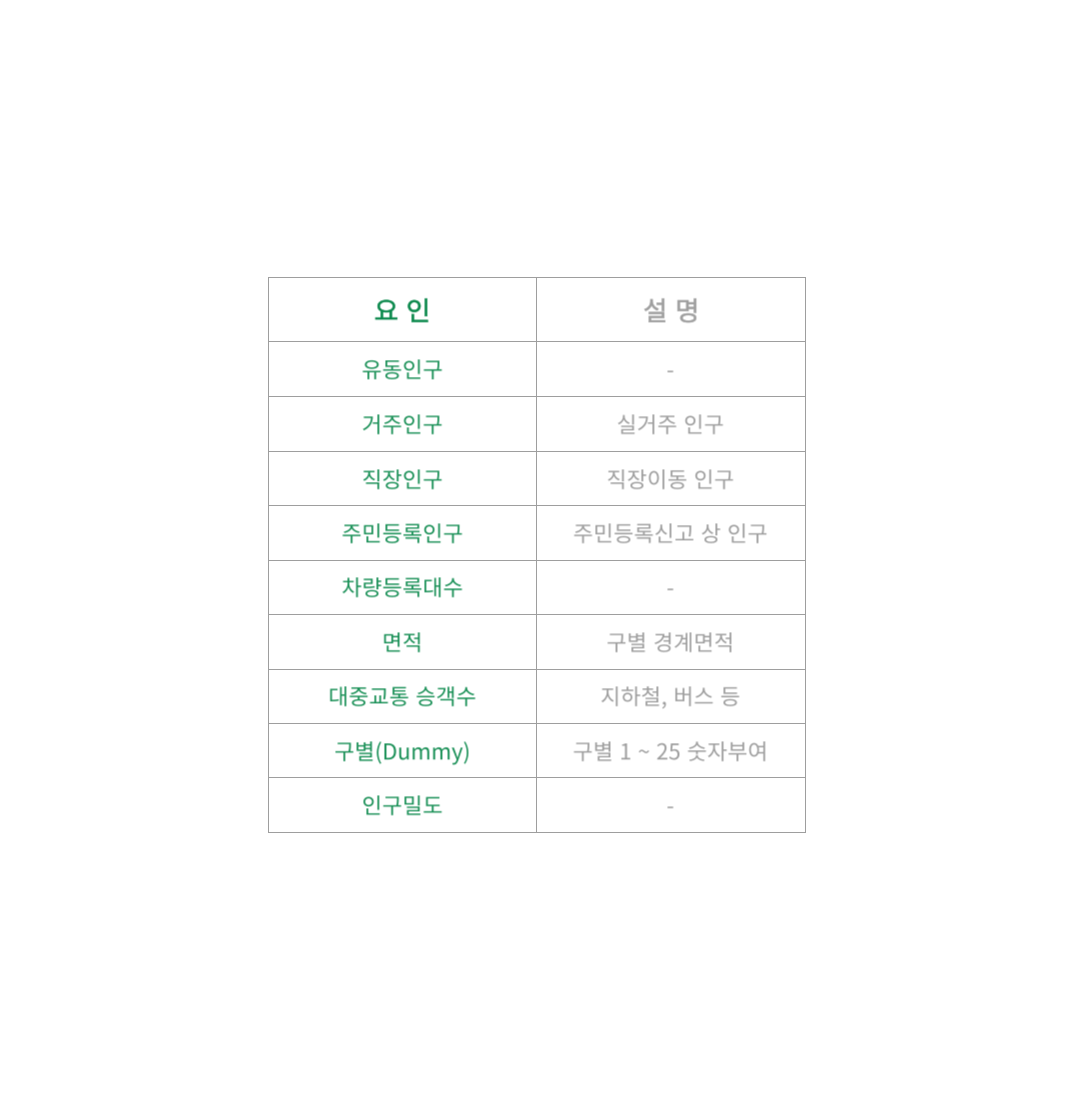 요 인 설 명
유동인구 -
거주인구 실거주 인구
직장인구 직장이동 인구
주민등록인구 주민등록신고 상 인구
차량등록대수 -
면적 구별 경계면적
대중교통 승객수 지하철, 버스 등
구별(Dummy) 구별 1 ~ 25 숫자부여
인구밀도 -